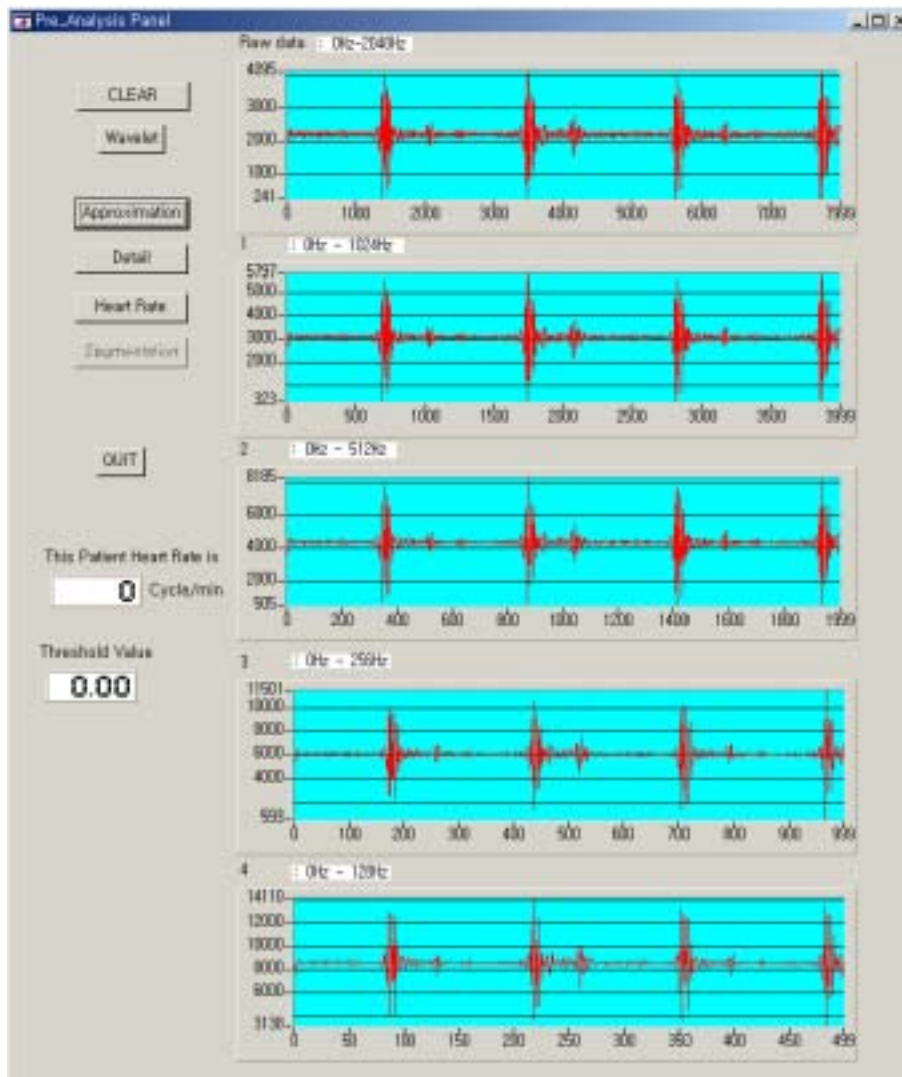 Pre_Analysis Panel
CLEAR
Wavelet
Approximation
Detail
Heart Rate
Segmentation
QUIT
This Patient Heart Rate is
0 Cycle/min
Threshold Value
0.00
Raw data : 0Hz-2048Hz
4395
3000
2000
1000
241
0 1000 2000 3000 4000 5000 6000 7000 7999
1 : 0Hz - 1024Hz
5797
5000
4000
3000
2000
323
0 500 1000 1500 2000 2500 3000 3500 3999
2 : 0Hz - 512Hz
8185
6000
4000
2000
905
0 200 400 600 800 1000 1200 1400 1600 1800 1999
3 : 0Hz - 256Hz
11501
10000
8000
6000
4000
593
0 100 200 300 400 500 600 700 800 999
4 : 0Hz - 128Hz
14110
12000
10000
8000
6000
3138
0 50 100 150 200 250 300 350 400 450 499